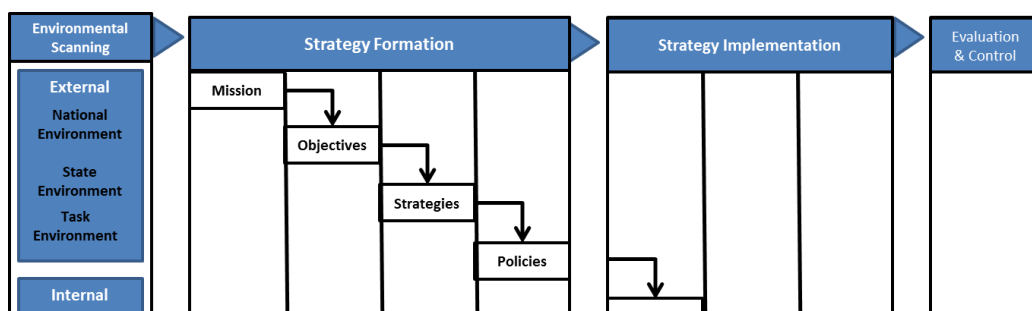 Environmental
Scanning
Strategy Formation
Strategy Implementation
Evaluation
& Control
External
National
Environment
State
Environment
Task
Environment
Internal
Mission
Objectives
Strategies
Policies